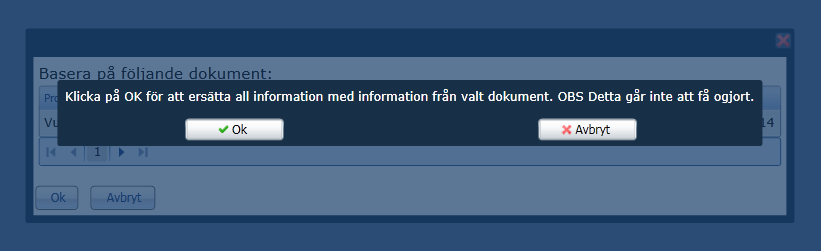 Basera på följande dokument:
Klicka på OK för att ersätta all information med information från valt dokument. OBS Detta går inte att få ogjort.
14
Ok
Avbryt
1
Ok
Avbryt